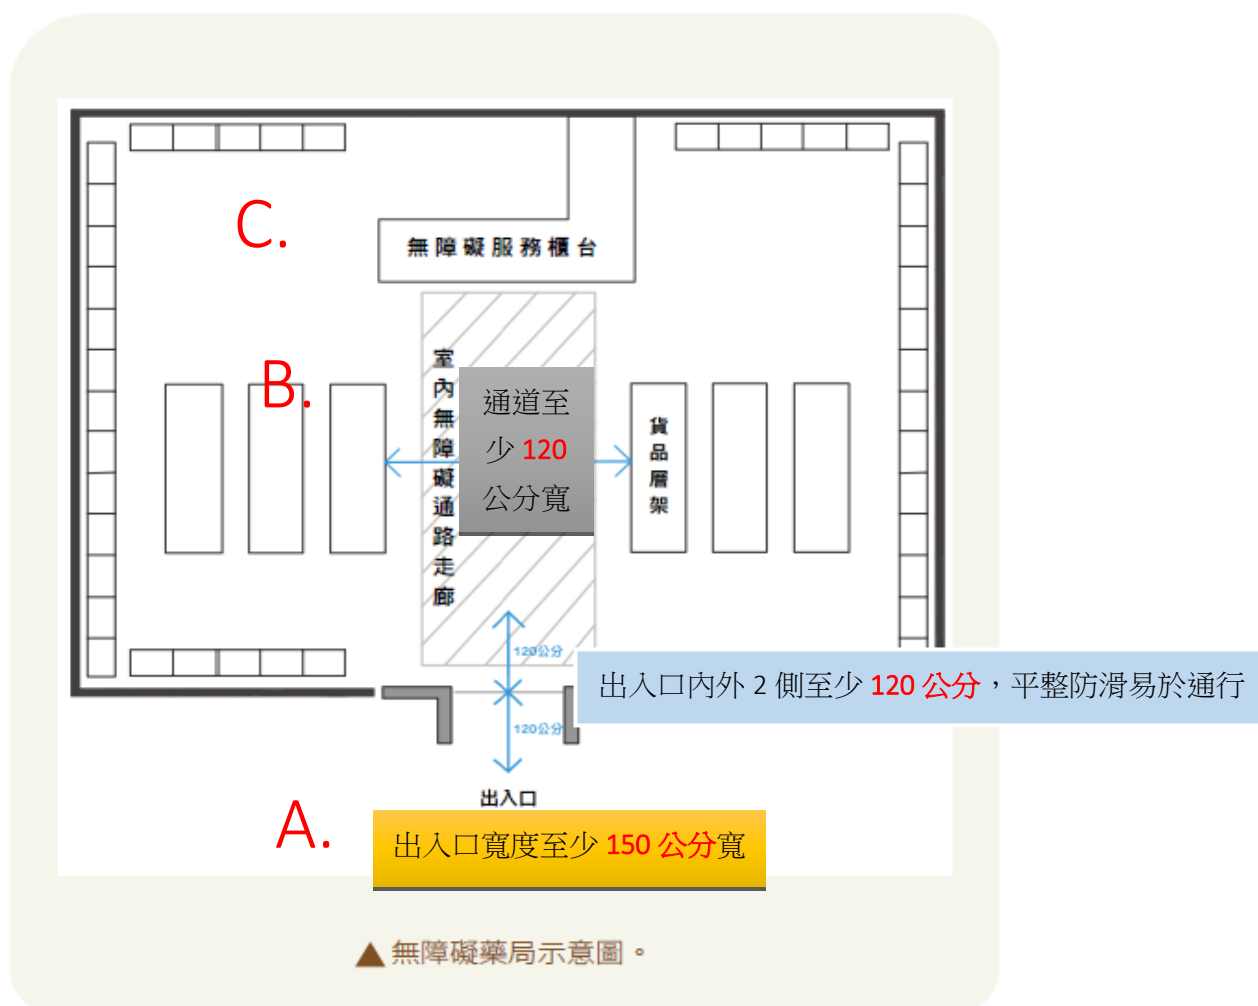 C.
無障礙服務櫃台
B.
室內無障礙通路走廊
通道至
少 120
公分寬
貨品層架
120公分
出入口內外 2 側至少 120 公分，平整防滑易於通行
120公分
出入口
A.
出入口寬度至少 150 公分寬
▲無障礙藥局示意圖。